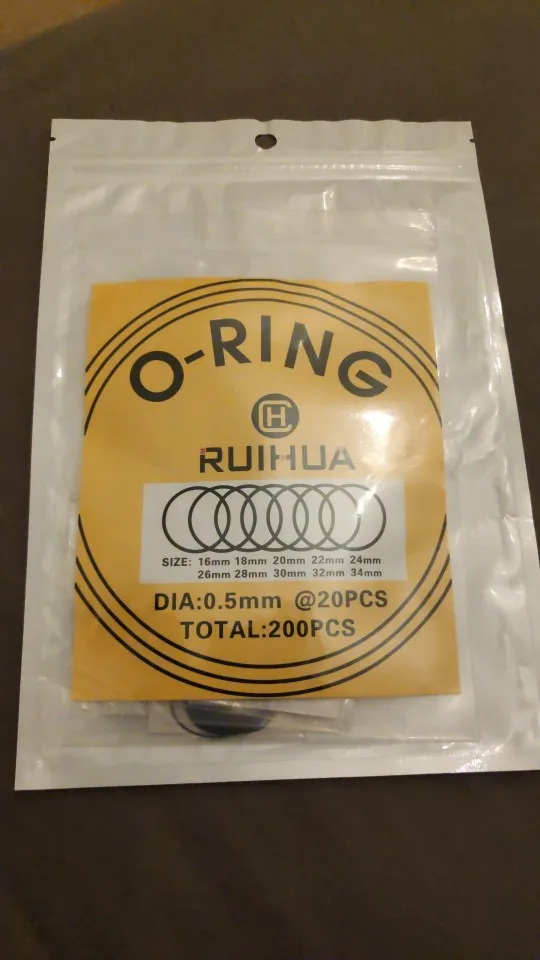 O-RING
CH
RUIHUA
SIZE: 16mm 18mm 20mm 22mm 24mm
26mm 28mm 30mm 32mm 34mm
DIA:0.5mm @20PCS
TOTAL:200PCS